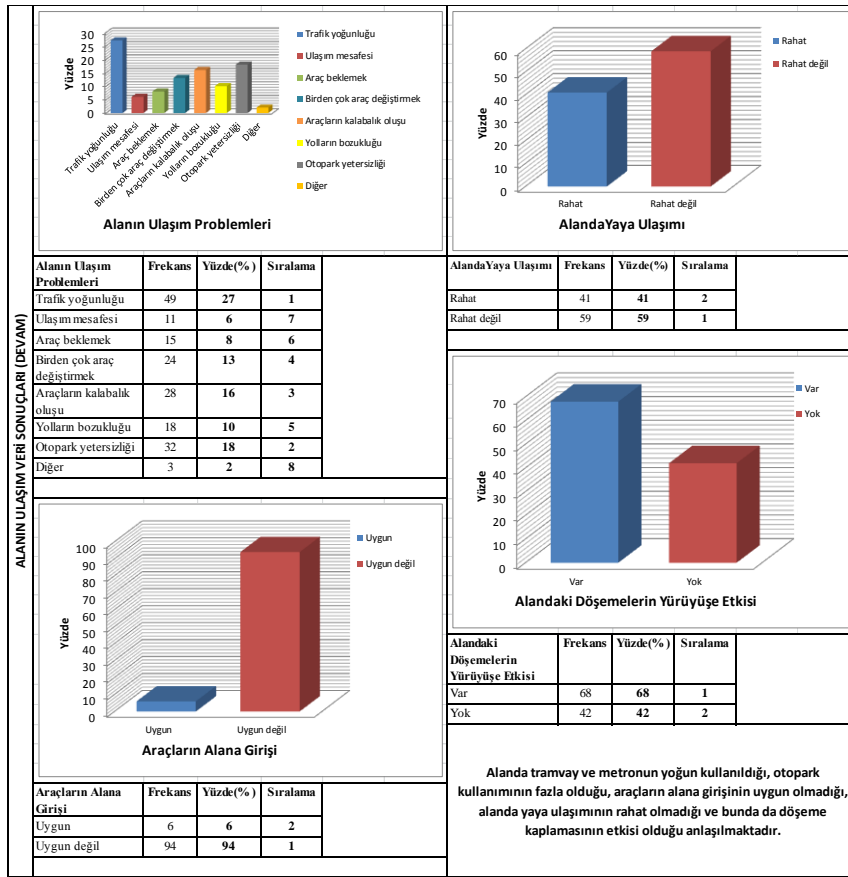 ALANIN ULAŞIM VERİ SONUÇLARI (DEVAM)
30
25
20
15
10
5
0
Yüzde
Trafik yoğunluğu
Ulaşım mesafesi
Araç beklemek
Birden çok araç değiştirmek
Araçların kalabalık oluşu
Yolların bozukluğu
Otopark yetersizliği
Diğer
Trafik yoğunluğu
Ulaşım mesafesi
Araç beklemek
Birden çok araç değiştirmek
Araçların kalabalık oluşu
Yolların bozukluğu
Otopark yetersizliği
Diğer
Alanın Ulaşım Problemleri
Alanın Ulaşım Frekans Yüzde(%) Sıralama
Problemleri
Trafik yoğunluğu 49 27 1
Ulaşım mesafesi 11 6 7
Araç beklemek 15 8 6
Birden çok araç 24 13 4
değiştirmek
Araçların kalabalık 28 16 3
oluşu
Yolların bozukluğu 18 10 5
Otopark yetersizliği 32 18 2
Diğer 3 2 8
100
90
80
70
60
50
40
30
20
10
0
Yüzde
Uygun
Uygun değil
Uygun
Uygun değil
Araçların Alana Girişi
Araçların Alana Frekans Yüzde(%) Sıralama
Girişi
Uygun 6 6 2
Uygun değil 94 94 1
60
50
40
30
20
10
0
Yüzde
Rahat
Rahat değil
Rahat
Rahat değil
AlandaYaya Ulaşımı
AlandaYaya Ulaşımı Frekans Yüzde(%) Sıralama
Rahat 41 41 2
Rahat değil 59 59 1
70
60
50
40
30
20
10
0
Yüzde
Var
Yok
Var
Yok
Alandaki Döşemelerin Yürüyüşe Etkisi
Alandaki Frekans Yüzde(%) Sıralama
Döşemelerin
Yürüyüşe Etkisi
Var 68 68 1
Yok 42 42 2
Alanda tramvay ve metronun yoğun kullanıldığı, otopark
kullanımının fazla olduğu, araçların alana girişinin uygun olmadığı,
alanda yaya ulaşımının rahat olmadığı ve bunda da döşeme
kaplamasının etkisi olduğu anlaşılmaktadır.